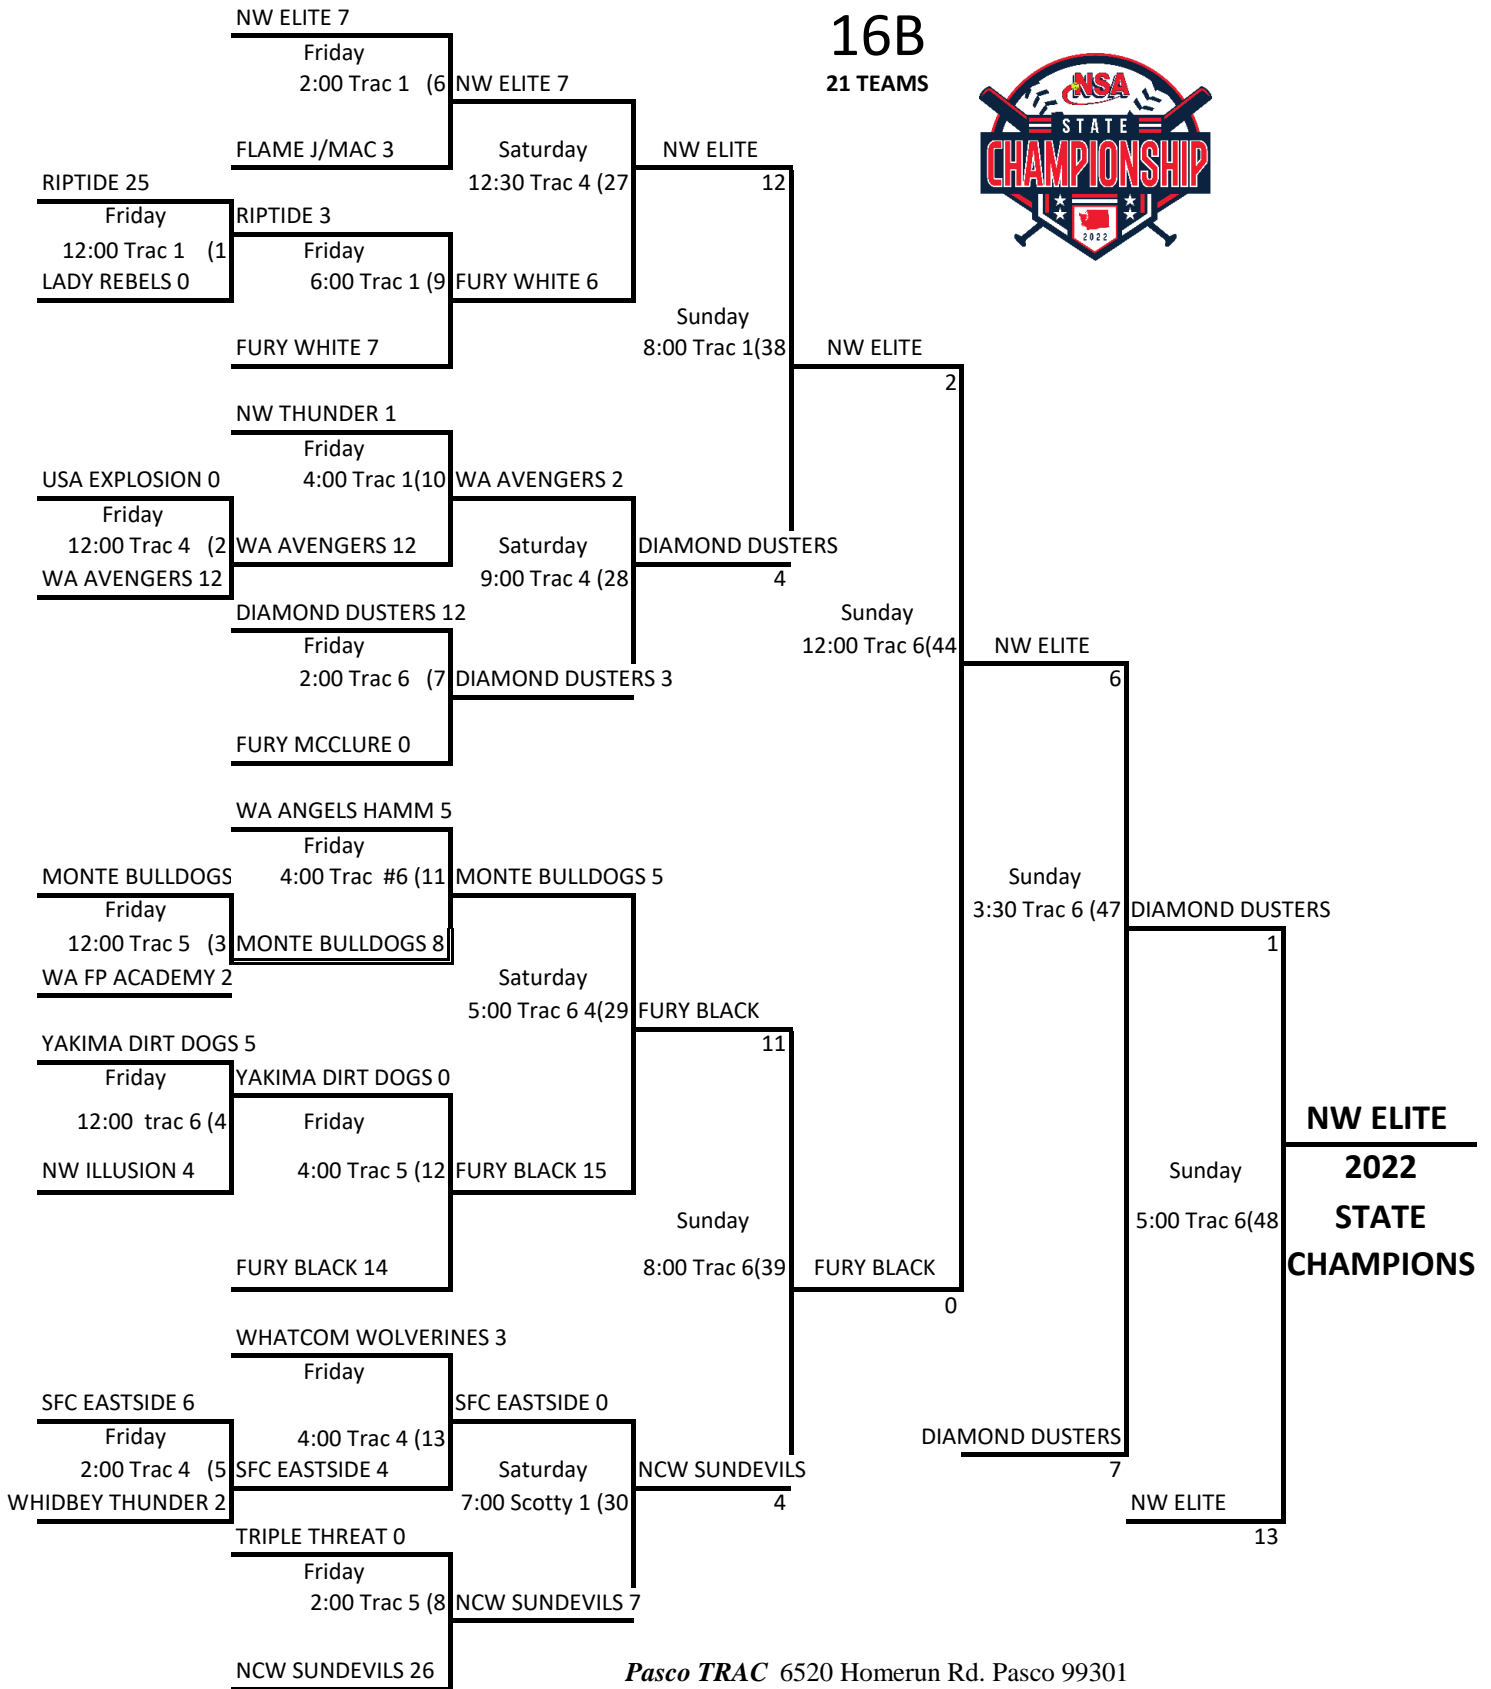 NW ELITE 7
16B
Friday
2:00 Trac 1 (6
NW ELITE 7
21 TEAMS
NSA
STATE
CHAMPIONSHIP
2022
FLAME J/MAC 3
Saturday
NW ELITE
RIPTIDE 25
12:30 Trac 4 (27
12
Friday
RIPTIDE 3
12:00 Trac 1 (1
Friday
LADY REBELS 0
6:00 Trac 1 (9
FURY WHITE 6
Sunday
FURY WHITE 7
8:00 Trac 1(38
NW ELITE
2
NW THUNDER 1
Friday
USA EXPLOSION 0
4:00 Trac 1(10
WA AVENGERS 2
Friday
12:00 Trac 4 (2
WA AVENGERS 12
Saturday
DIAMOND DUSTERS
WA AVENGERS 12
9:00 Trac 4 (28
4
DIAMOND DUSTERS 12
Sunday
Friday
12:00 Trac 6(44
NW ELITE
2:00 Trac 6 (7
DIAMOND DUSTERS 3
6
FURY MCCLURE 0
WA ANGELS HAMM 5
Friday
MONTE BULLDOGS
4:00 Trac #6 (11
MONTE BULLDOGS 5
Sunday
Friday
3:30 Trac 6 (47
DIAMOND DUSTERS
12:00 Trac 5 (3
MONTE BULLDOGS 8
1
WA FP ACADEMY 2
Saturday
5:00 Trac 6 4(29
FURY BLACK
YAKIMA DIRT DOGS 5
11
Friday
YAKIMA DIRT DOGS 0
12:00 trac 6 (4
Friday
NW ELITE
NW ILLUSION 4
4:00 Trac 5 (12
FURY BLACK 15
Sunday
2022
Sunday
5:00 Trac 6(48
STATE
FURY BLACK 14
8:00 Trac 6(39
FURY BLACK
CHAMPIONS
0
WHATCOM WOLVERINES 3
Friday
SFC EASTSIDE 6
SFC EASTSIDE 0
Friday
4:00 Trac 4 (13
DIAMOND DUSTERS
2:00 Trac 4 (5
SFC EASTSIDE 4
Saturday
NCW SUNDEVILS
7
WHIDBEY THUNDER 2
7:00 Scotty 1 (30
4
NW ELITE
TRIPLE THREAT 0
13
Friday
2:00 Trac 5 (8
NCW SUNDEVILS 7
NCW SUNDEVILS 26
Pasco TRAC 6520 Homerun Rd. Pasco 99301